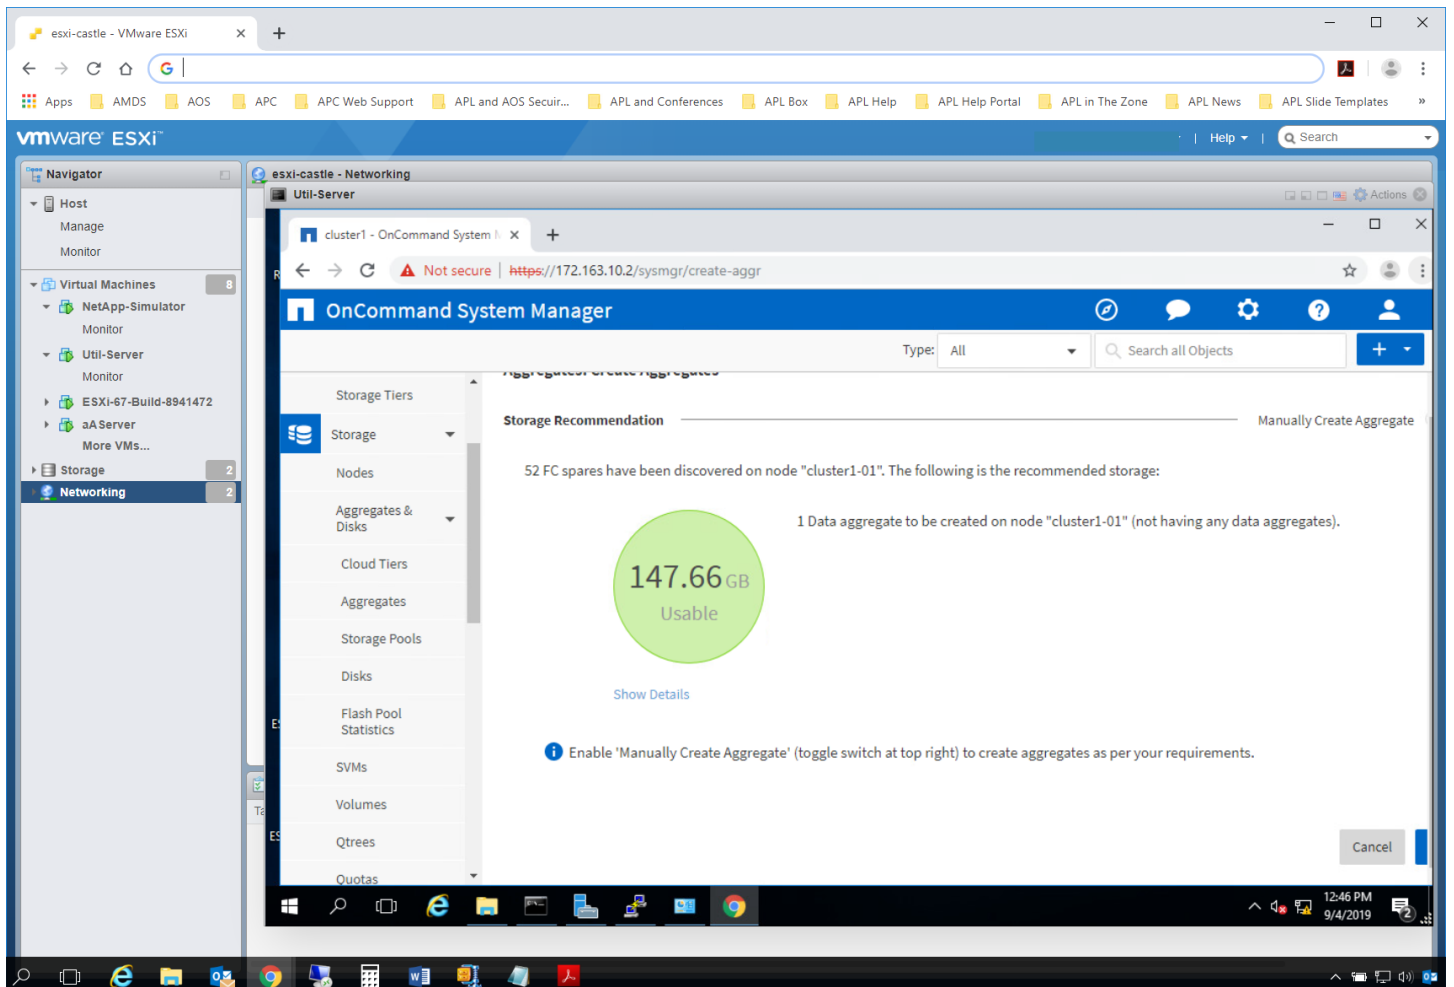 esxi-castle - VMware ESXi
Apps AMDS AOS APC APC Web Support APL and AOS Secuir... APL and Conferences APL Box APL Help APL Help Portal APL in The Zone APL News APL Slide Templates »
vmware ESXi
Help
Search
Navigator
Host
Manage
Monitor
Virtual Machines 8
NetApp-Simulator
Monitor
Util-Server
Monitor
ESXi-67-Build-8941472
aAServer
More VMs...
Storage 2
Networking 2
esxi-castle - Networking
Util-Server
Actions
cluster1 - OnCommand System
Not secure | https://172.163.10.2/sysmgr/create-aggr
OnCommand System Manager
Type: All
Search all Objects
Storage Tiers
Storage
Nodes
Aggregates &
Disks
Cloud Tiers
Aggregates
Storage Pools
Disks
Flash Pool
Statistics
SVMs
Volumes
Qtrees
Quotas
Aggregates: Create Aggregates
Storage Recommendation
Manually Create Aggregate
52 FC spares have been discovered on node "cluster1-01". The following is the recommended storage:
147.66 GB
Usable
1 Data aggregate to be created on node "cluster1-01" (not having any data aggregates).
Show Details
Enable 'Manually Create Aggregate' (toggle switch at top right) to create aggregates as per your requirements.
Cancel
12:46 PM
9/4/2019
2